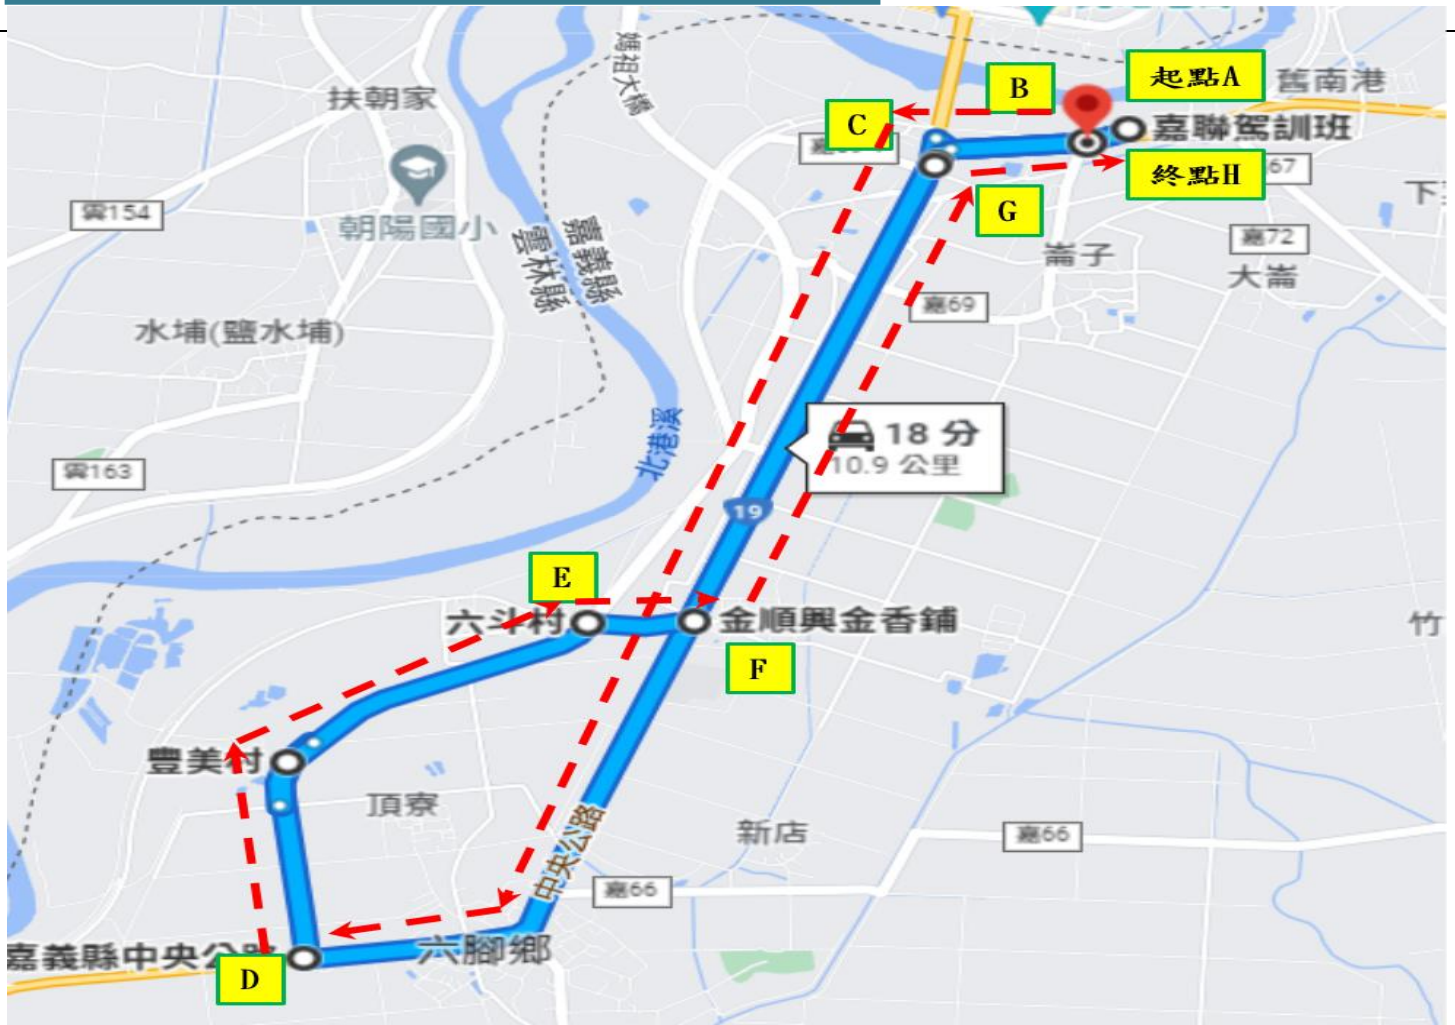 媽祖大橋
B
起點A
舊南港
扶朝家
C
嘉聯駕訓班
終點H
雲154
朝陽國小
嘉義縣
雲林縣
G
嘉72
崙子
大崙
嘉69
水埔(鹽水埔)
18 分
10.9 公里
北港溪
雲163
19
E
六斗村
金順興金香鋪
竹
F
豐美村
頂寮
新店
嘉66
中央公路
嘉66
六腳鄉
嘉義縣中央公路
D